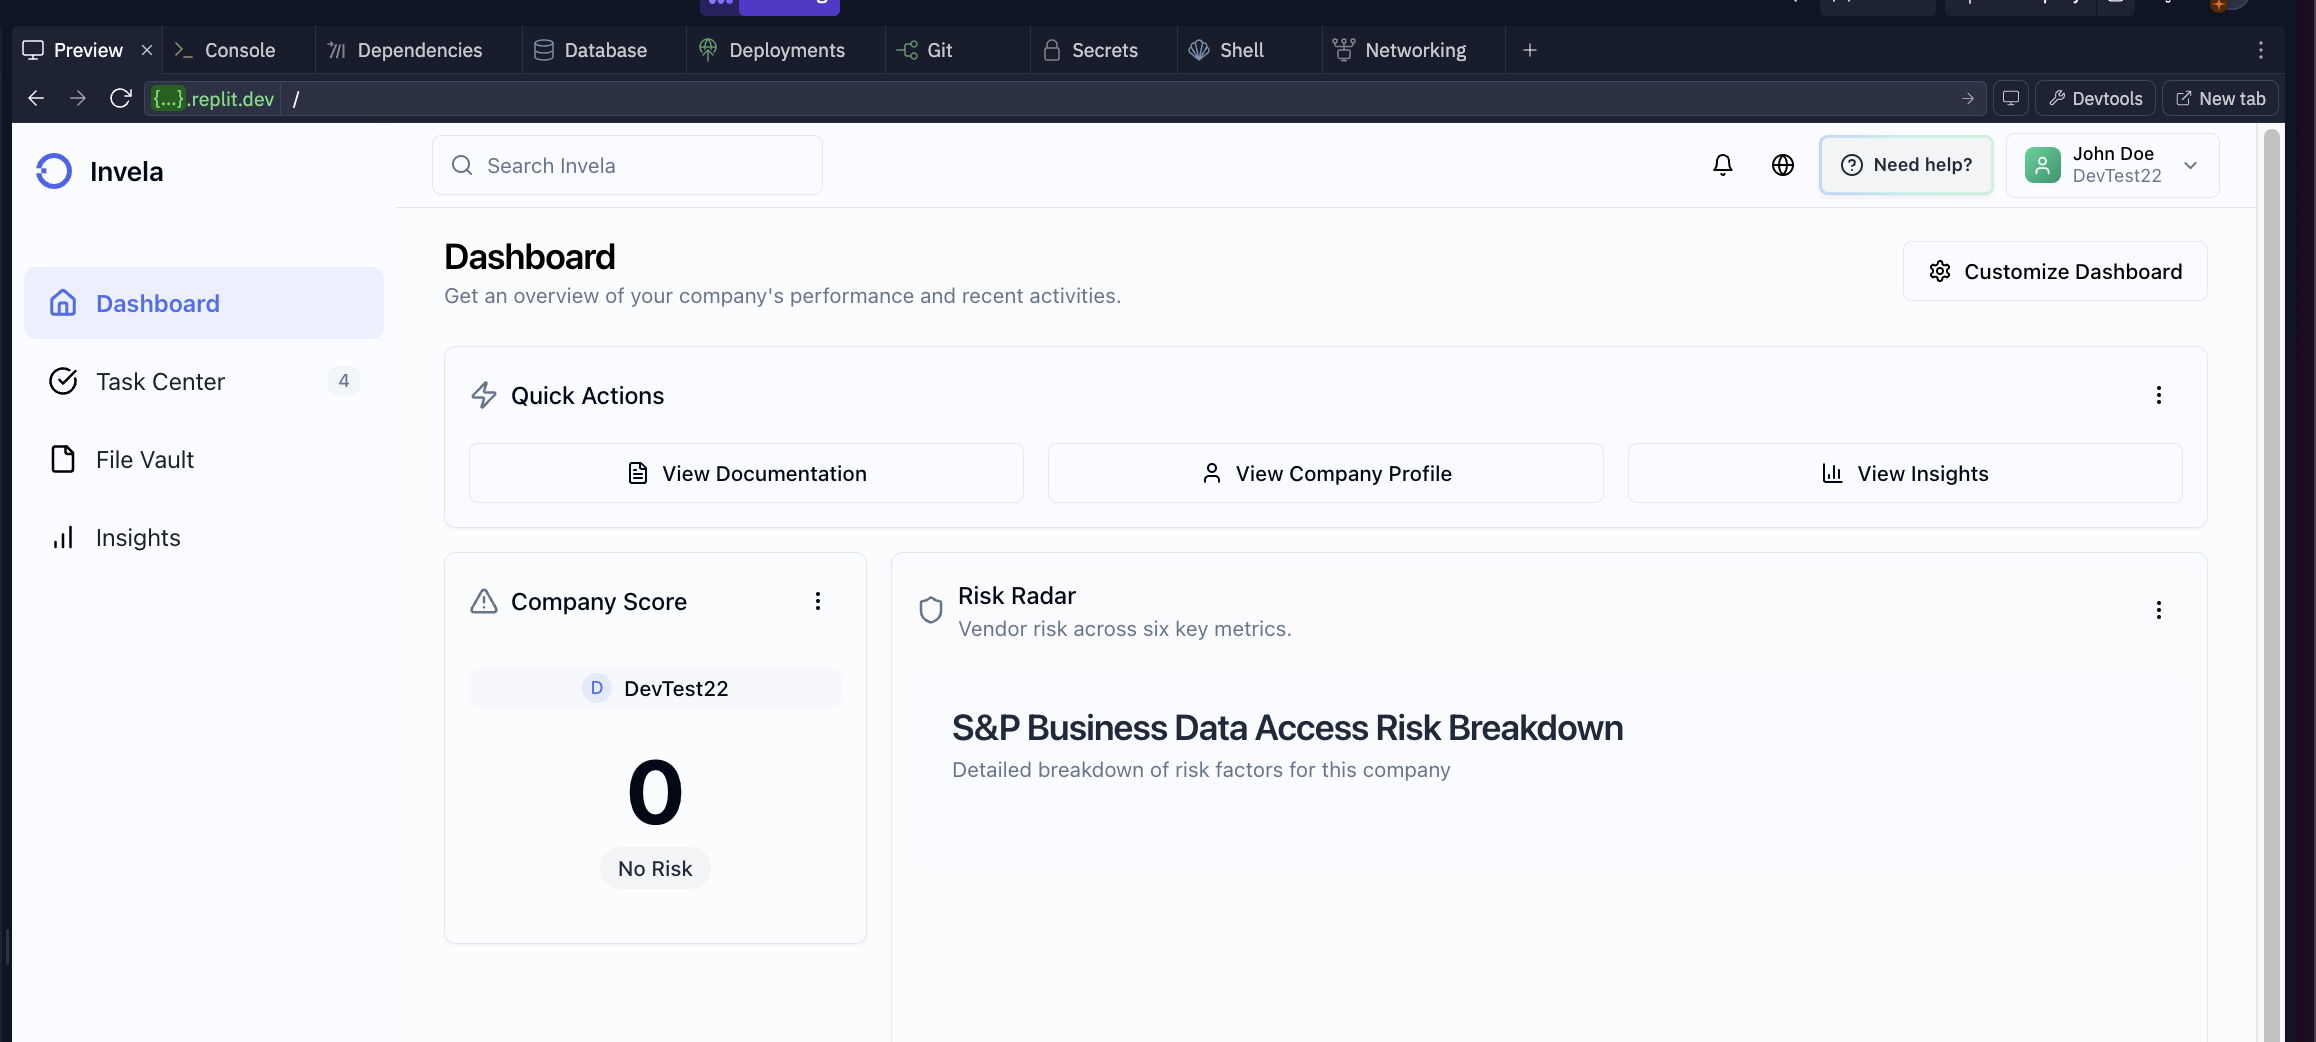 Preview
Console
Dependencies
Database
Deployments
Git
Secrets
Shell
Networking
{...}.replit.dev /
Devtools
New tab
Invela
Search Invela
Need help?
John Doe
DevTest22
Dashboard
Task Center 4
File Vault
Insights
Dashboard
Get an overview of your company's performance and recent activities.
Customize Dashboard
Quick Actions
View Documentation
View Company Profile
View Insights
Company Score
D DevTest22
0
No Risk
Risk Radar
Vendor risk across six key metrics.
S&P Business Data Access Risk Breakdown
Detailed breakdown of risk factors for this company